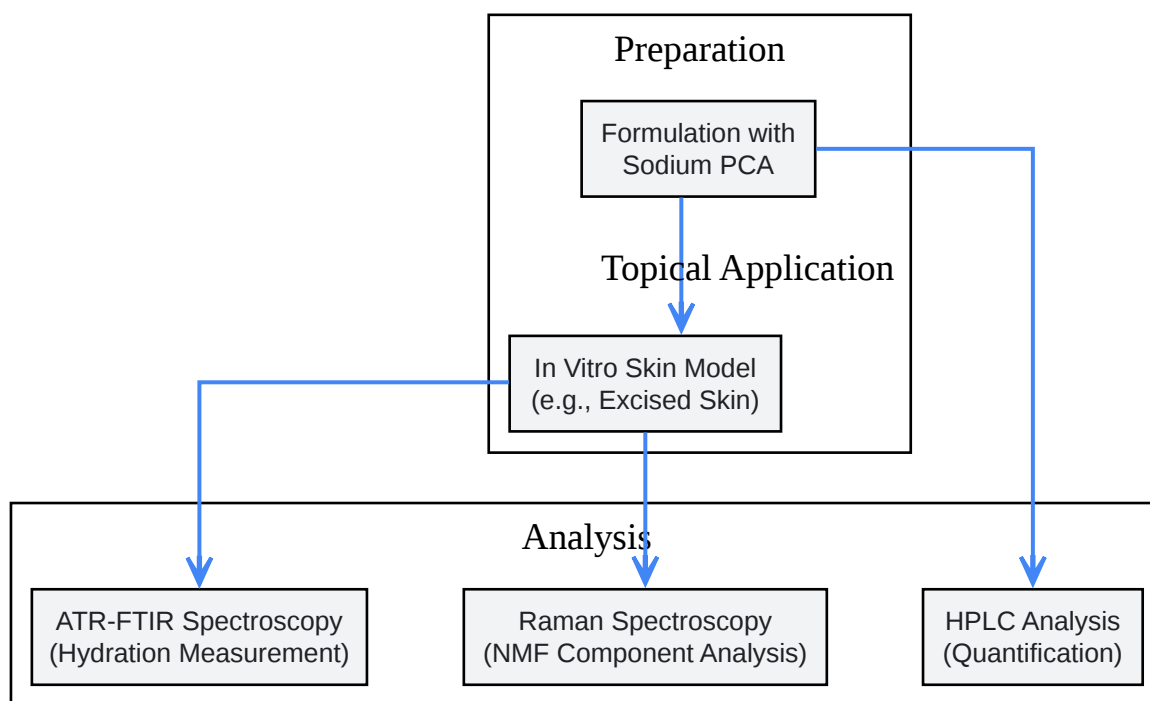 Preparation
Formulation with
Sodium PCA
Topical Application
In Vitro Skin Model
(e.g., Excised Skin)
Analysis
ATR-FTIR Spectroscopy
(Hydration Measurement)
Raman Spectroscopy
(NMF Component Analysis)
HPLC Analysis
(Quantification)